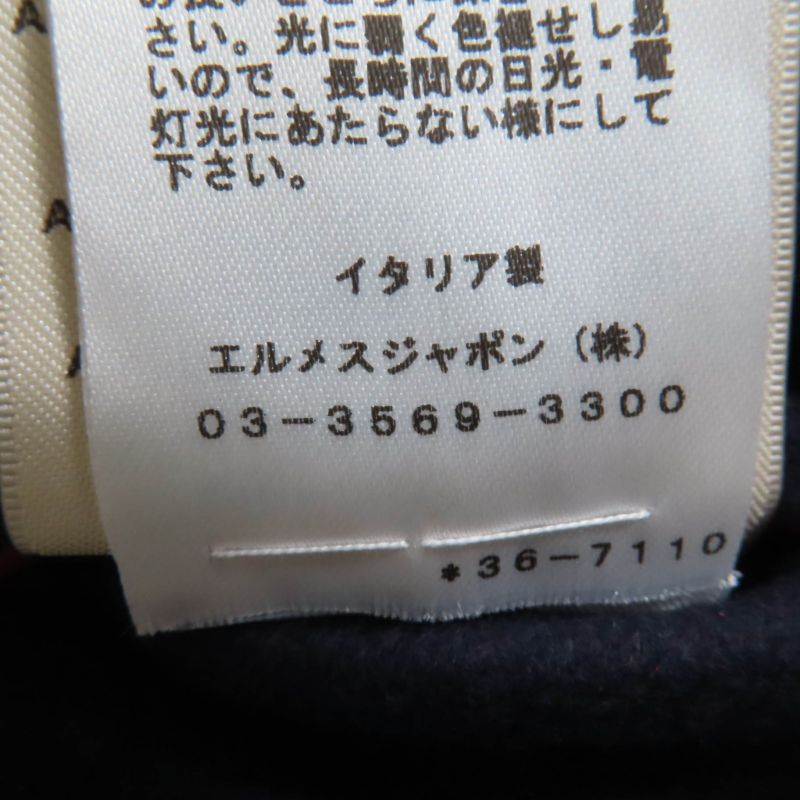 さい。光に弱く色褪せし易
いので、長時間の日光・電
灯光にあたらない様にして
下さい。
イタリア製
エルメスジャポン（株）
03-3569-3300
*36-7110
A
A
A